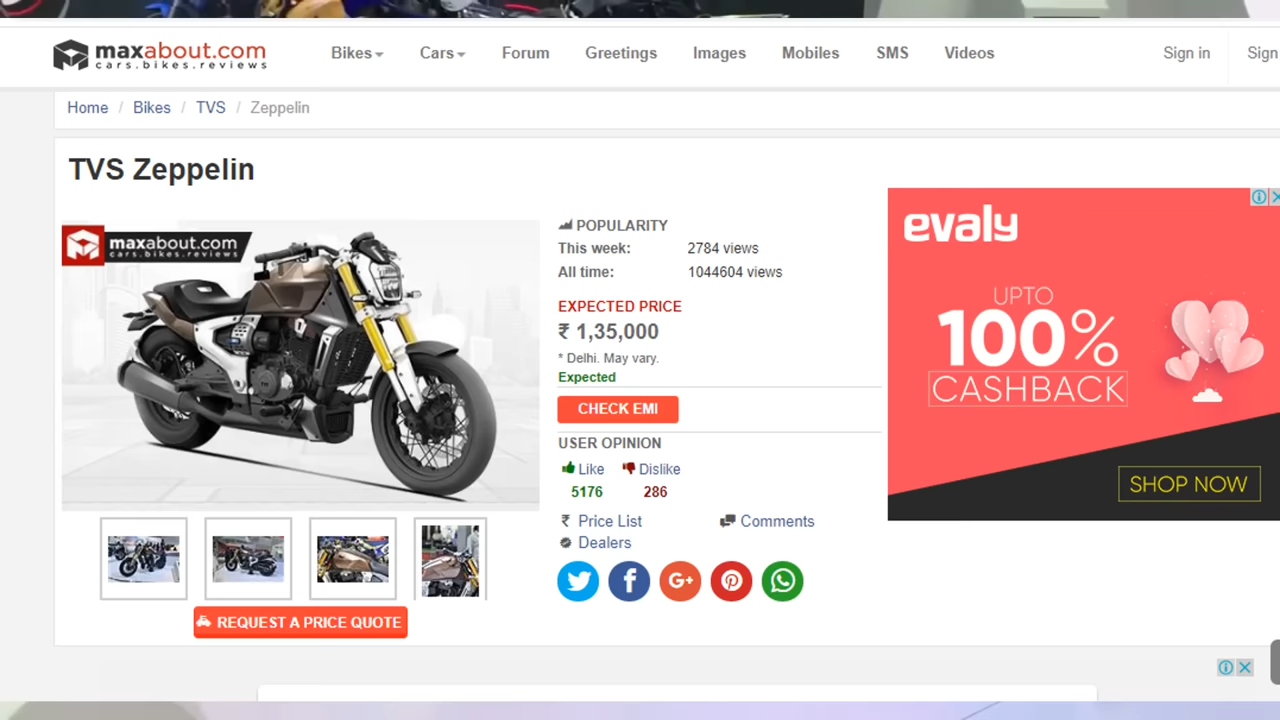 maxabout.com
cars.bikes.reviews
Bikes
Cars
Forum
Greetings
Images
Mobiles
SMS
Videos
Sign in
Sign
Home / Bikes / TVS / Zeppelin
TVS Zeppelin
maxabout.com
cars.bikes.reviews
POPULARITY
This week: 2784 views
All time: 1044604 views
EXPECTED PRICE
₹ 1,35,000
* Delhi. May vary.
Expected
CHECK EMI
USER OPINION
Like Dislike
5176 286
₹ Price List Comments
Dealers
REQUEST A PRICE QUOTE
evaly
UPTO
100%
CASHBACK
SHOP NOW